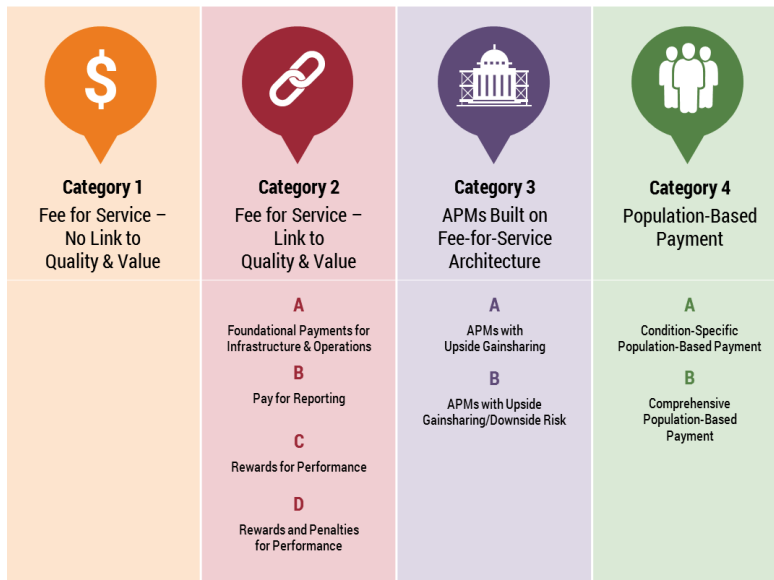 $
Category 1
Fee for Service –
No Link to
Quality & Value
Category 2
Fee for Service –
Link to
Quality & Value
A
Foundational Payments for
Infrastructure & Operations
B
Pay for Reporting
C
Rewards for Performance
D
Rewards and Penalties
for Performance
Category 3
APMs Built on
Fee-for-Service
Architecture
A
APMs with
Upside Gainsharing
B
APMs with Upside
Gainsharing/Downside Risk
Category 4
Population-Based
Payment
A
Condition-Specific
Population-Based Payment
B
Comprehensive
Population-Based
Payment